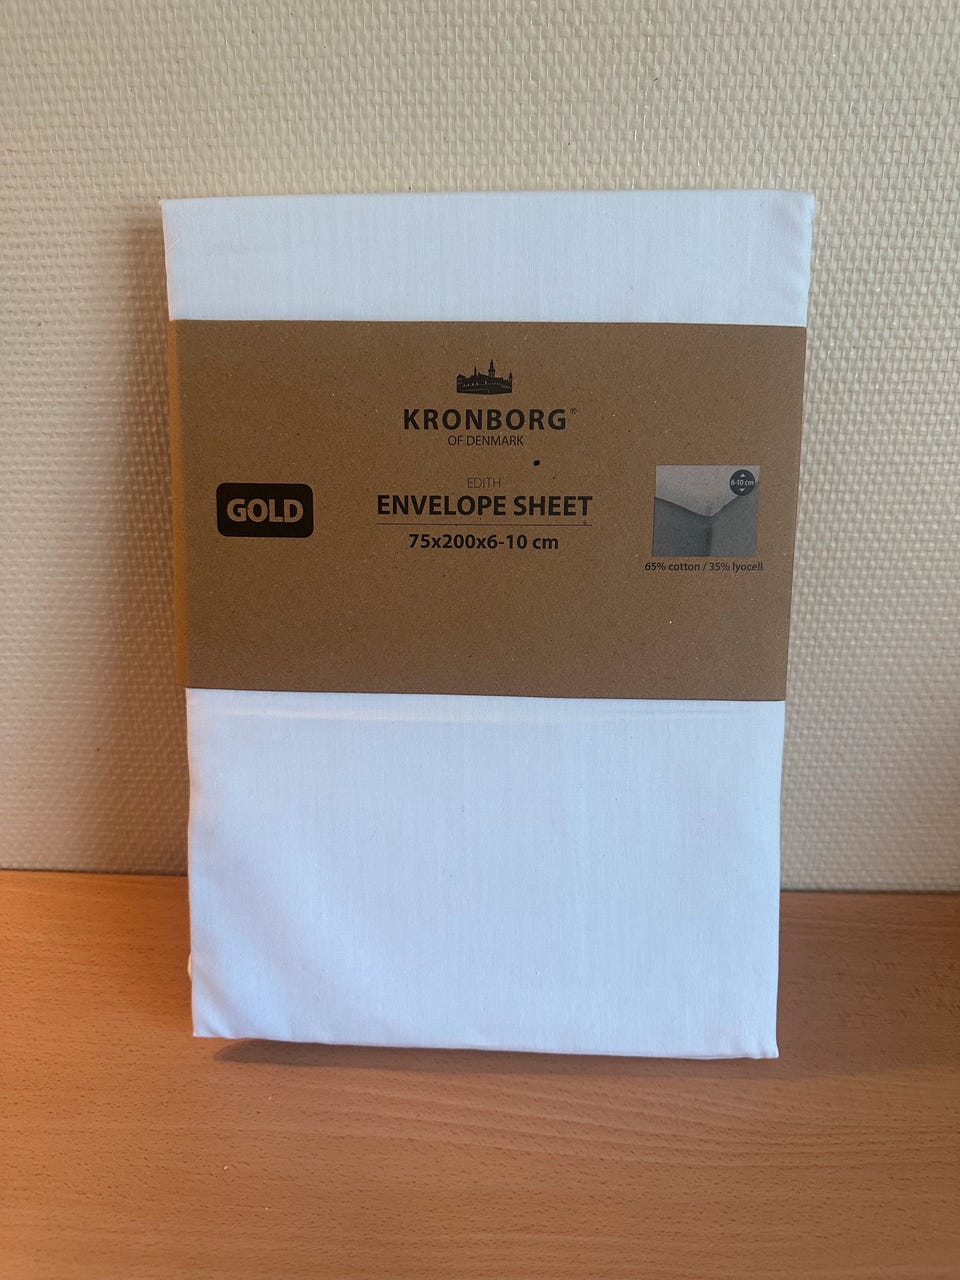 KRONBORG®
OF DENMARK
EDITH
ENVELOPE SHEET
75x200x6-10 cm
GOLD
6-10 cm
65% cotton / 35% lyocell